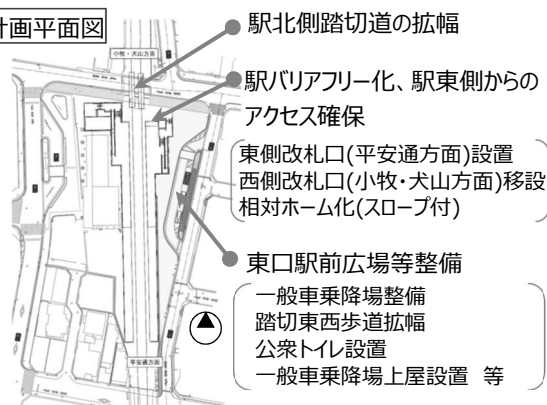 計画平面図
小牧・犬山方面
駅北側踏切道の拡幅
駅バリアフリー化、駅東側からの
アクセス確保
東側改札口(平安通方面)設置
西側改札口(小牧・犬山方面)移設
相対ホーム化(スロープ付)
東口駅前広場等整備
一般車乗降場整備
踏切東西歩道拡幅
公衆トイレ設置
一般車乗降場上屋設置 等
平安通方面